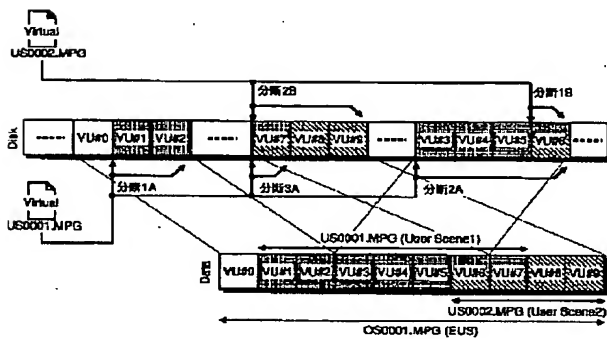 Virtual
US0002.MPG
分断2B
分断1B
Disk
VU#0
VU#1
VU#2
VU#7
VU#8
VU#9
VU#3
VU#4
VU#5
VU#6
分断1A
分断3A
分断2A
Virtual
US0001.MPG
US0001.MPG (User Scene1)
Data
VU#0
VU#1
VU#2
VU#3
VU#4
VU#5
VU#6
VU#7
VU#8
VU#9
US0002.MPG (User Scene2)
OS0001.MPG (EUS)